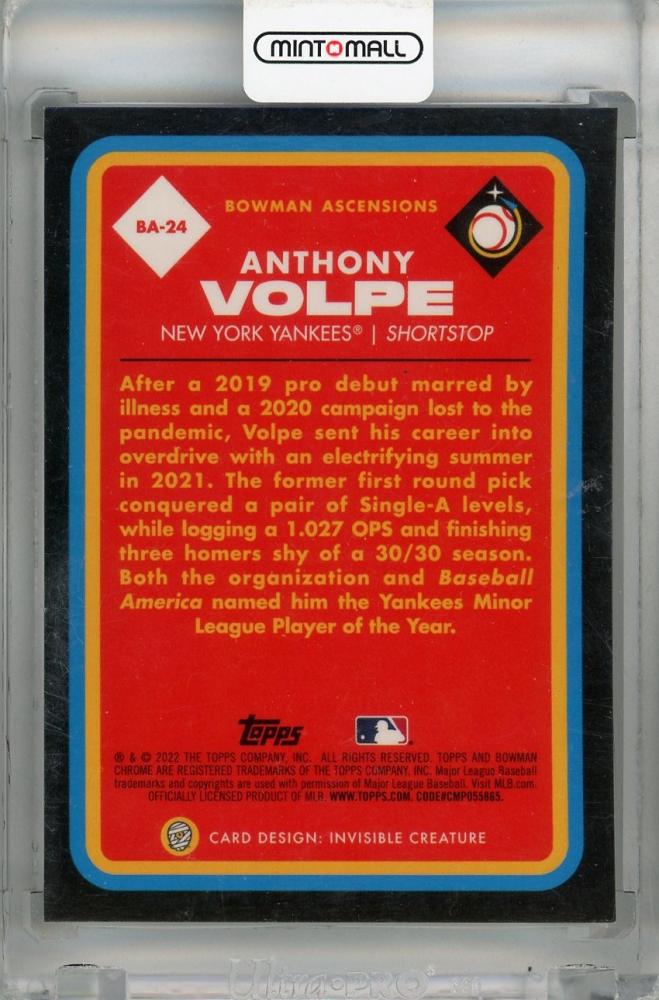 MINTMALL
BA-24
BOWMAN ASCENSIONS
ANTHONY
VOLPE
NEW YORK YANKEES® | SHORTSTOP
After a 2019 pro debut marred by
illness and a 2020 campaign lost to the
pandemic, Volpe sent his career into
overdrive with an electrifying summer
in 2021. The former first round pick
conquered a pair of Single-A levels,
while logging a 1.027 OPS and finishing
three homers shy of a 30/30 season.
Both the organization and Baseball
America named him the Yankees Minor
League Player of the Year.
Topps
® & © 2022 THE TOPPS COMPANY, INC. ALL RIGHTS RESERVED. TOPPS AND BOWMAN
CHROME ARE REGISTERED TRADEMARKS OF THE TOPPS COMPANY, INC. Major League Baseball
trademarks and copyrights are used with permission of Major League Baseball. Visit MLB.com.
OFFICIALLY LICENSED PRODUCT OF MLB. WWW.TOPPS.COM. CODE#CMP055865.
CARD DESIGN: INVISIBLE CREATURE
Ultra·PRO®